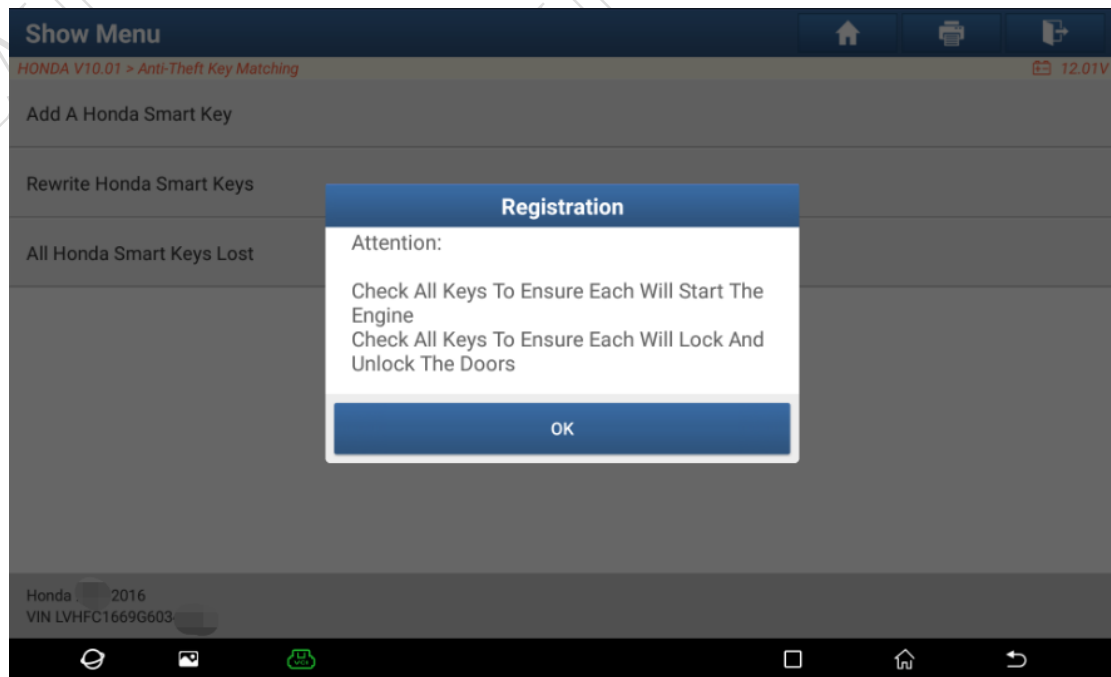 Show Menu
HONDA V10.01 > Anti-Theft Key Matching
12.01V
Add A Honda Smart Key
Rewrite Honda Smart Keys
All Honda Smart Keys Lost
Registration
Attention:
Check All Keys To Ensure Each Will Start The
Engine
Check All Keys To Ensure Each Will Lock And
Unlock The Doors
OK
Honda 2016
VIN LVHFC1669G603